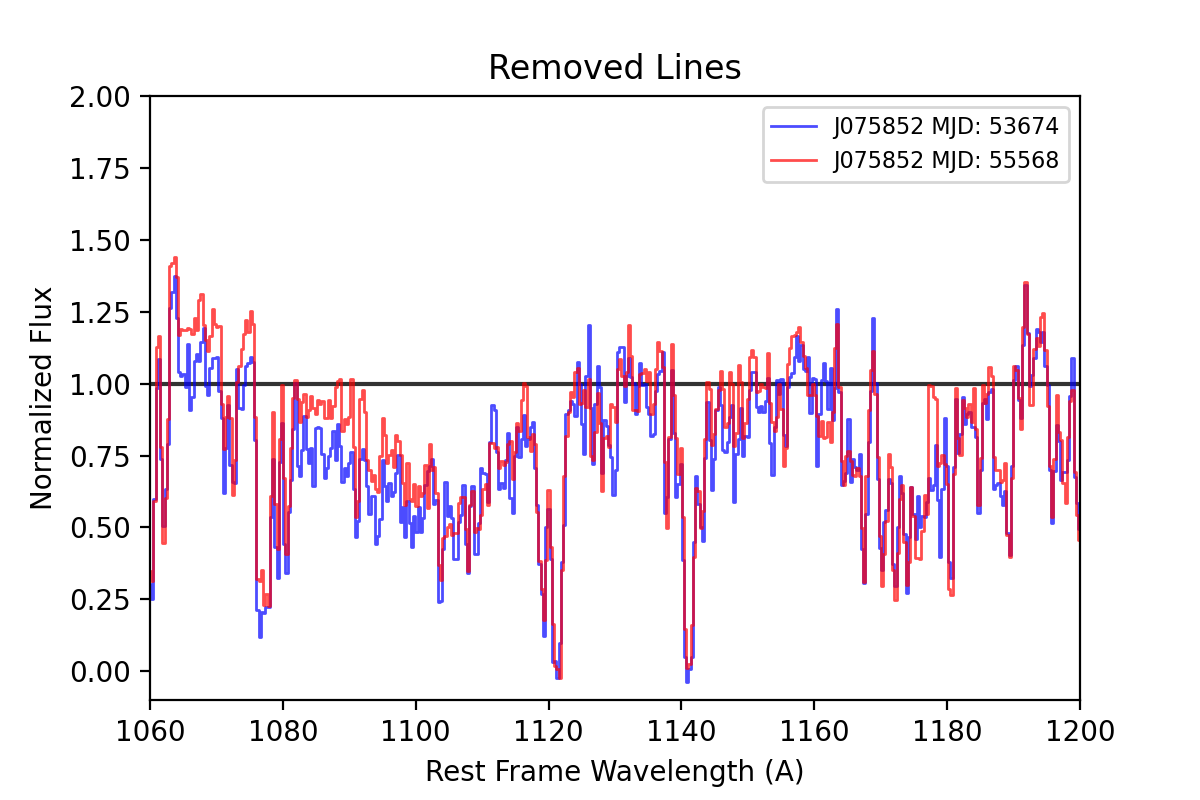 Removed Lines
J075852 MJD: 53674
J075852 MJD: 55568
2.00
1.75
1.50
1.25
1.00
0.75
0.50
0.25
0.00
Normalized Flux
1060 1080 1100 1120 1140 1160 1180 1200
Rest Frame Wavelength (A)